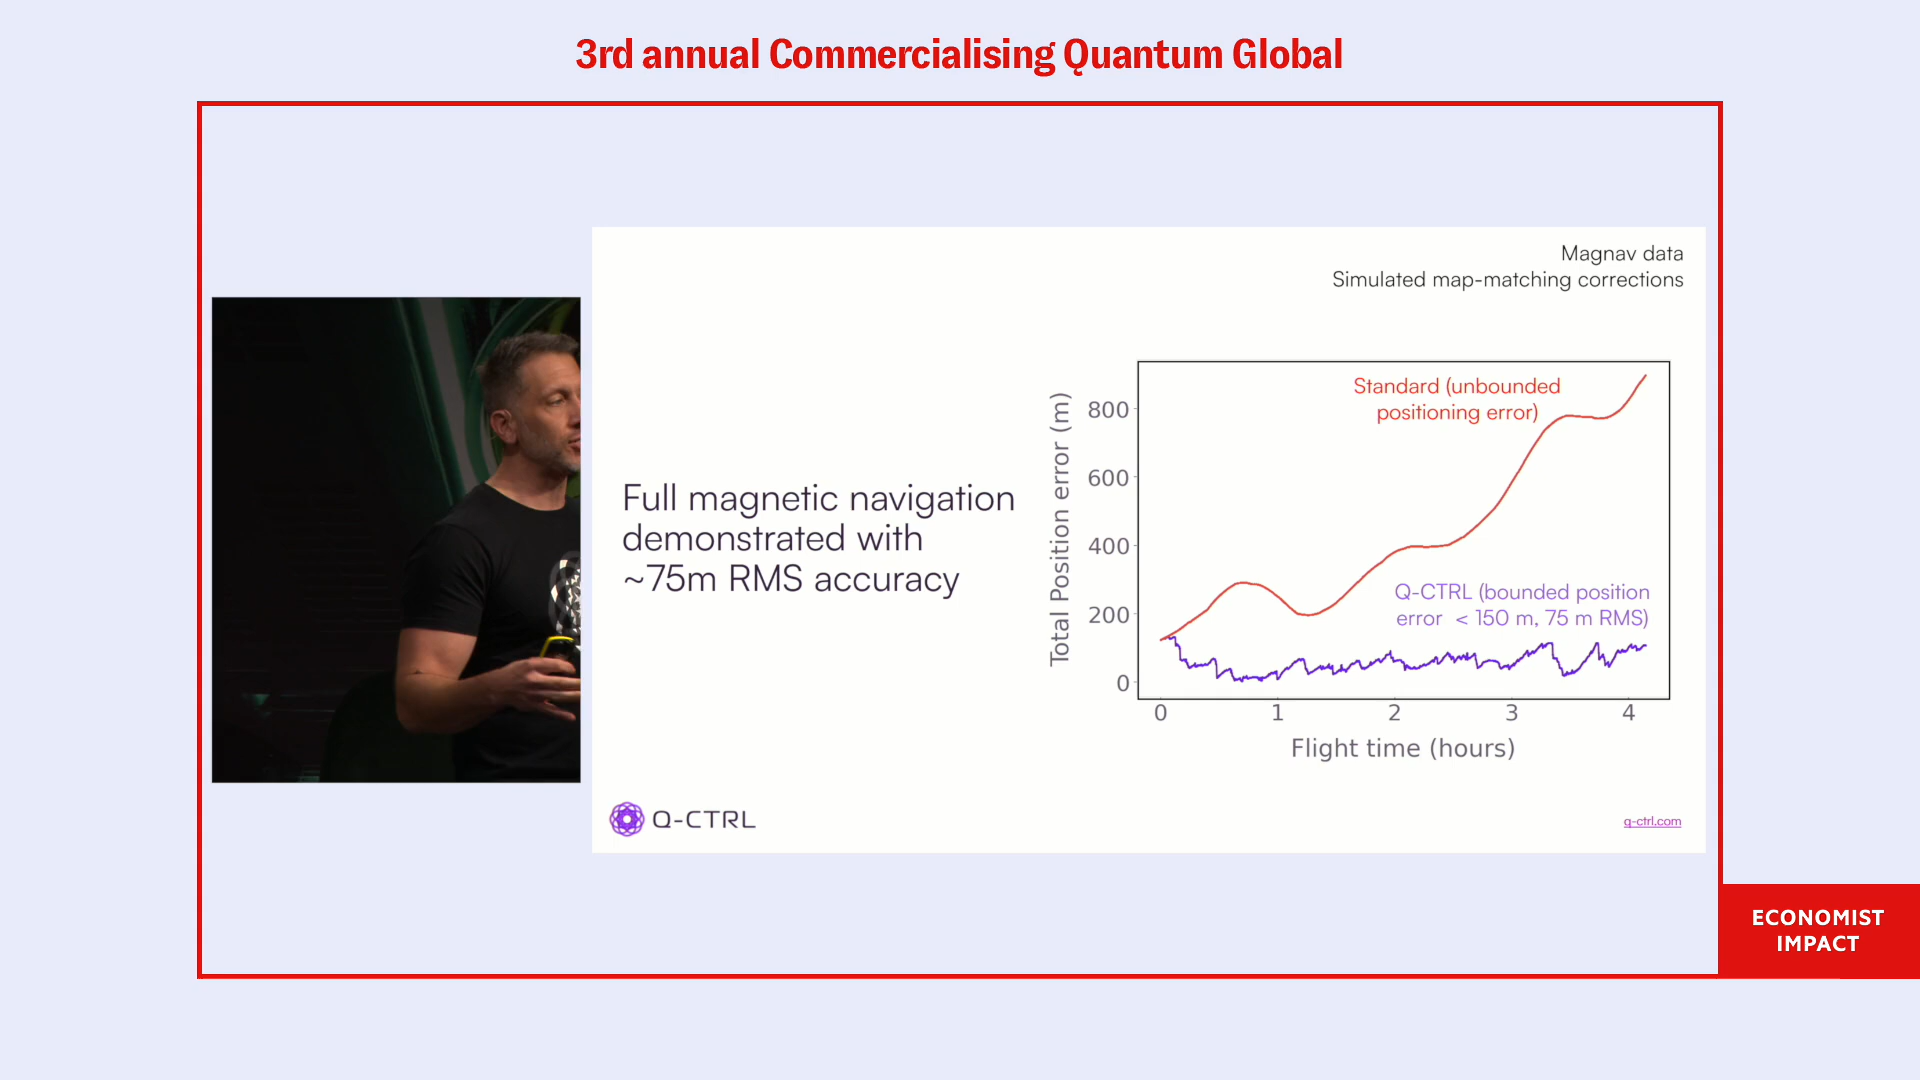 3rd annual Commercialising Quantum Global
Magnav data
Simulated map-matching corrections
Full magnetic navigation
demonstrated with
~75m RMS accuracy
Total Position error (m)
800
600
400
200
0
Standard (unbounded
positioning error)
Q-CTRL (bounded position
error < 150 m, 75 m RMS)
0 1 2 3 4
Flight time (hours)
Q-CTRL
q-ctrl.com
ECONOMIST
IMPACT